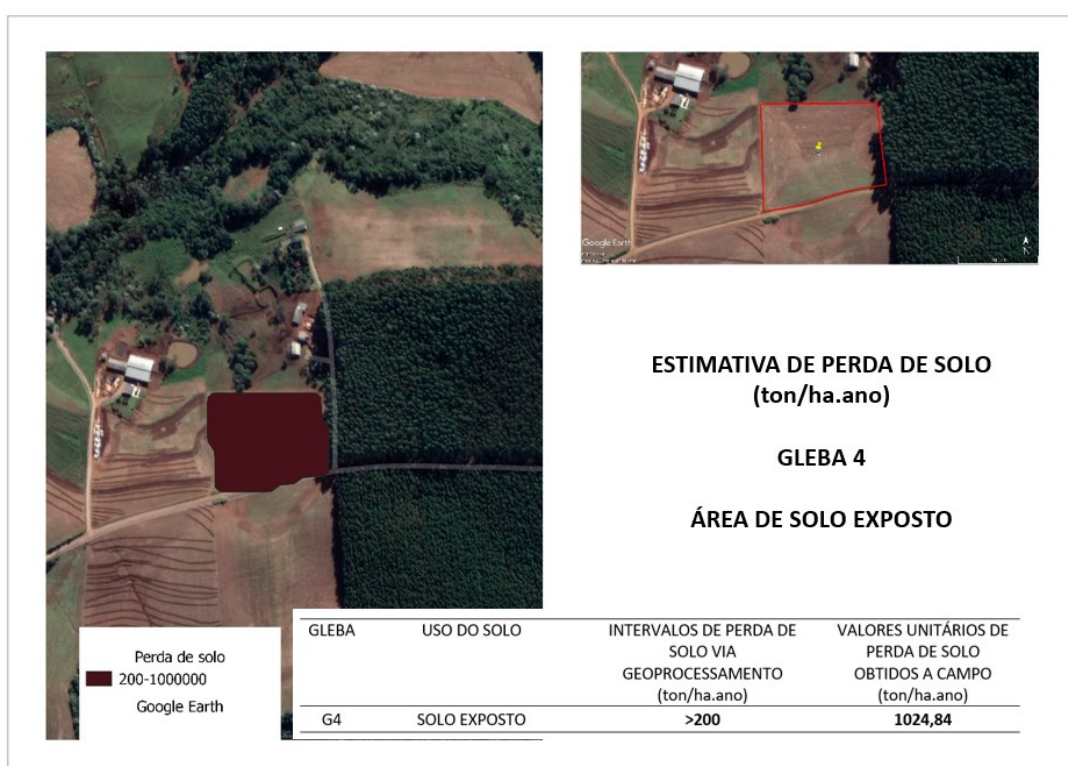 Google Earth
ESTIMATIVA DE PERDA DE SOLO
(ton/ha.ano)
GLEBA 4
ÁREA DE SOLO EXPOSTO
Perda de solo
200-1000000
Google Earth
GLEBA USO DO SOLO INTERVALOS DE PERDA DE VALORES UNITÁRIOS DE
SOLO VIA PERDA DE SOLO
GEOPROCESSAMENTO OBTIDOS A CAMPO
(ton/ha.ano) (ton/ha.ano)
G4 SOLO EXPOSTO >200 1024,84